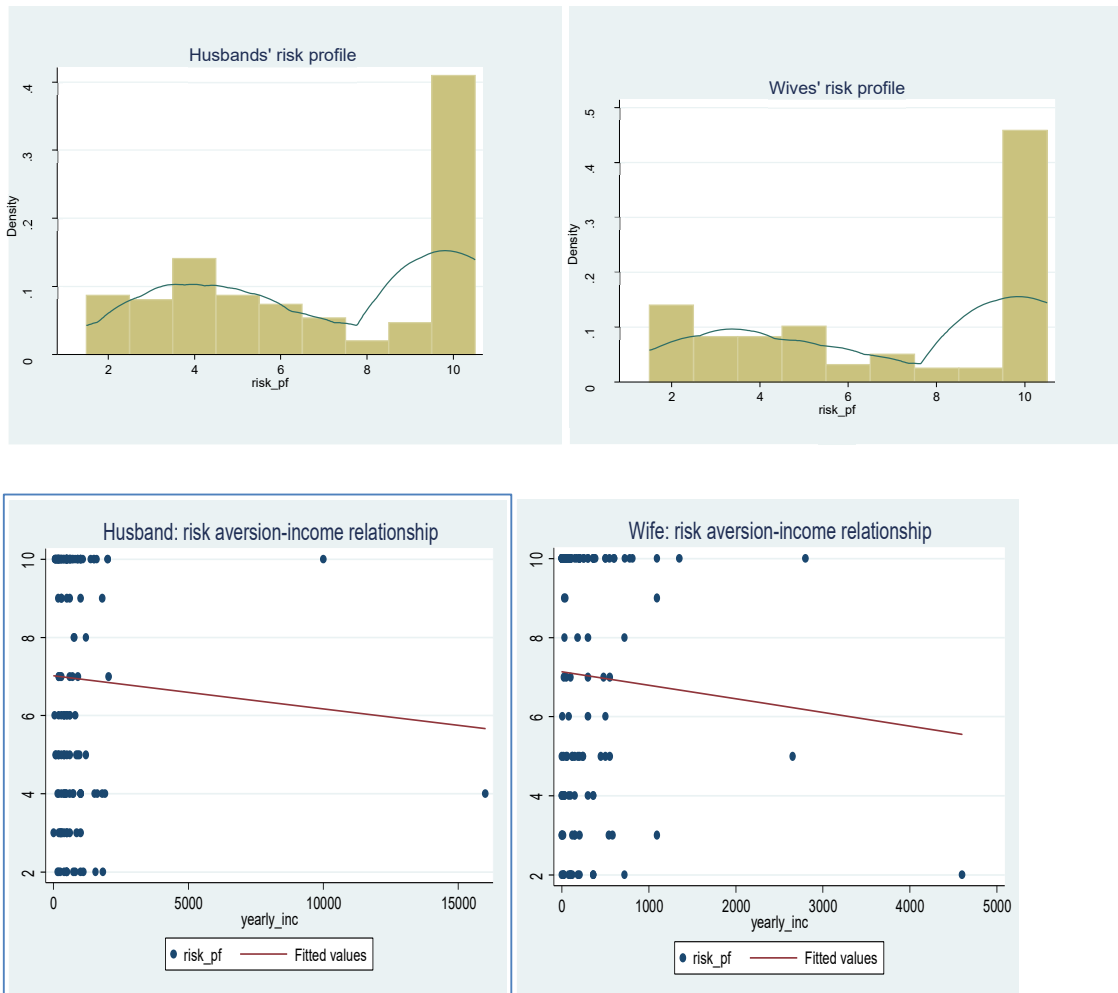 Husbands' risk profile
Density
0 .1 .2 .3 .4
2 4 6 8 10
risk_pf
Wives' risk profile
Density
0 .1 .2 .3 .4 .5
2 4 6 8 10
risk_pf
Husband: risk aversion-income relationship
2 4 6 8 10
0 5000 10000 15000
yearly_inc
risk_pf Fitted values
Wife: risk aversion-income relationship
2 4 6 8 10
0 1000 2000 3000 4000 5000
yearly_inc
risk_pf Fitted values